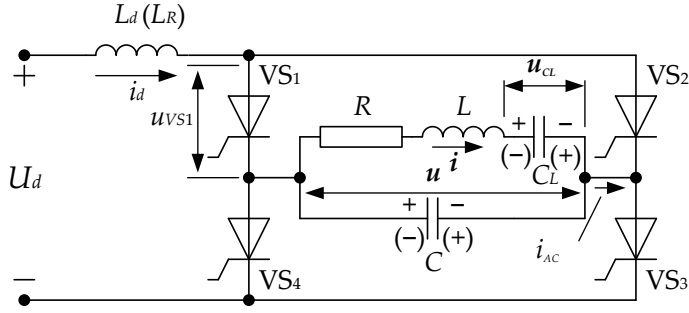 Ld (LR)
+ id
uVS1
VS1
VS2
uCL
R L + −
i (−) (+)
CL
Ud
u
+ −
(−) (+)
C
iAC
−
VS4
VS3